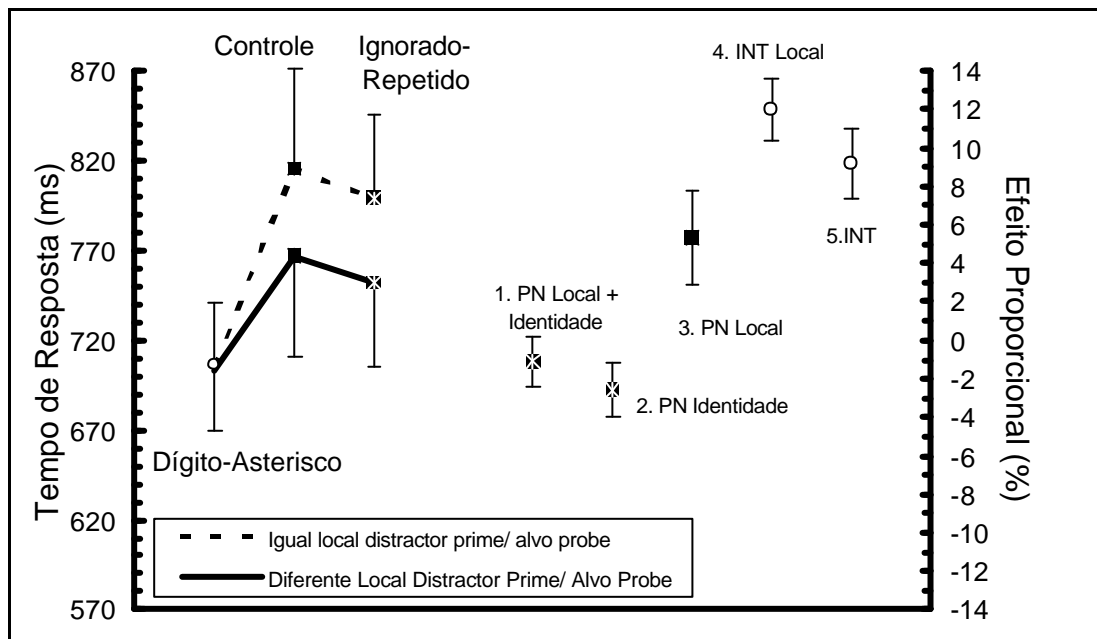 Controle
Ignorado-
Repetido
4. INT Local
870
820
770
720
670
620
570
Tempo de Resposta (ms)
14
12
10
8
6
4
2
0
-2
-4
-6
-8
-10
-12
-14
Efeito Proporcional (%)
5.INT
1. PN Local +
Identidade
3. PN Local
2. PN Identidade
Dígito-Asterisco
Igual local distractor prime/ alvo probe
Diferente Local Distractor Prime/ Alvo Probe